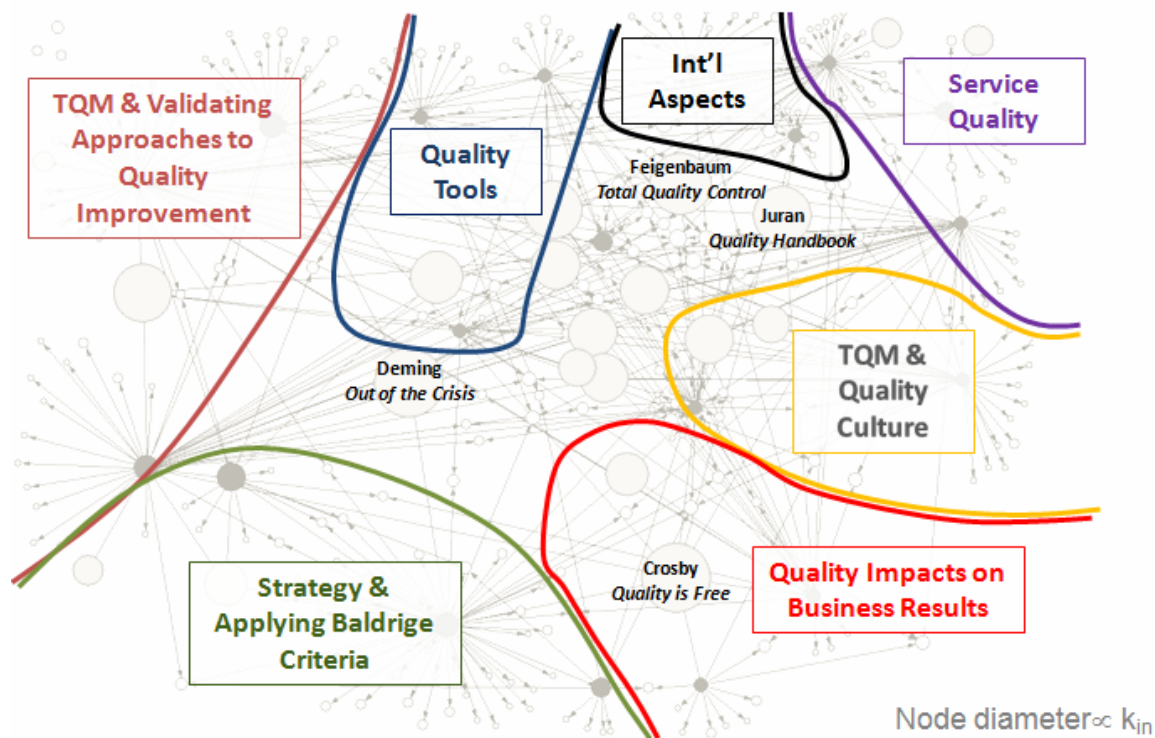 TQM & Validating
Approaches to
Quality
Improvement
Quality
Tools
Int'l
Aspects
Service
Quality
Feigenbaum
Total Quality Control
Juran
Quality Handbook
Deming
Out of the Crisis
TQM &
Quality
Culture
Strategy &
Applying Baldrige
Criteria
Crosby
Quality is Free
Quality Impacts on
Business Results
Node diameter∝ kin